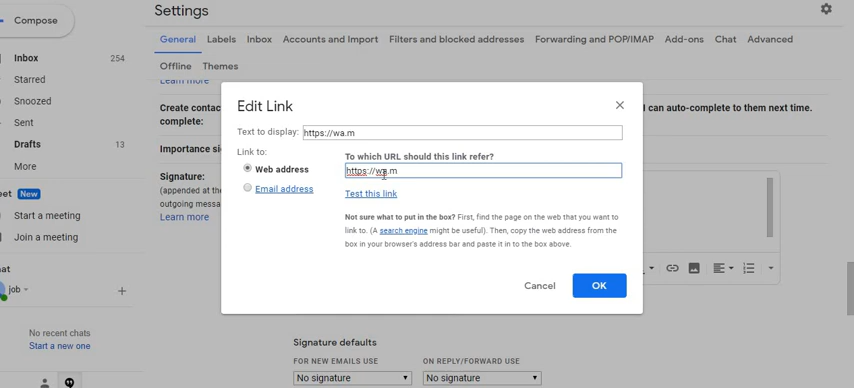 Settings
Compose
General Labels Inbox Accounts and Import Filters and blocked addresses Forwarding and POP/IMAP Add-ons Chat Advanced
Offline Themes
Inbox 254
Starred
Snoozed
Sent
Drafts 13
More
New
Start a meeting
Join a meeting
job
No recent chats
Start a new one
Learn more
Create contac
complete:
I can auto-complete to them next time.
Importance si
Signature:
(appended at the
outgoing messa
Learn more
Edit Link
Text to display: https://wa.m
Link to:
Web address
Email address
To which URL should this link refer?
https://wa.m
Test this link
Not sure what to put in the box? First, find the page on the web that you want to
link to. (A search engine might be useful). Then, copy the web address from the
box in your browser's address bar and paste it in to the box above.
Cancel OK
Signature defaults
FOR NEW EMAILS USE ON REPLY/FORWARD USE
No signature No signature